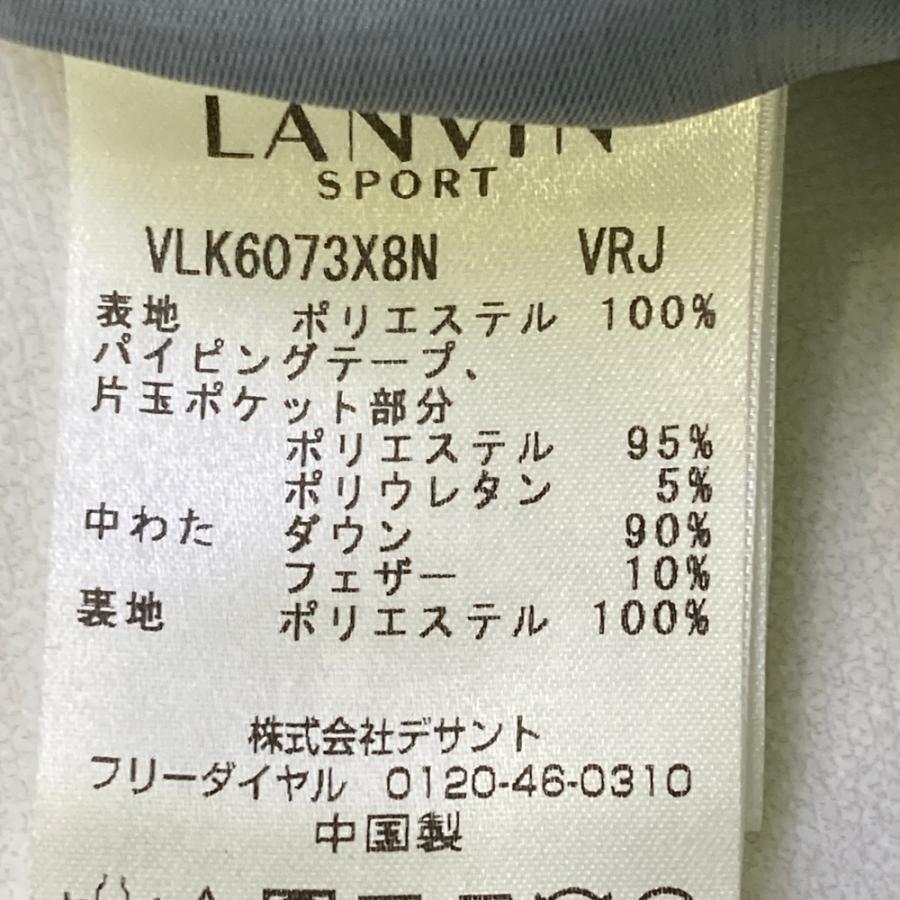 LANVIN
SPORT
VLK6073X8N VRJ
表地 ポリエステル 100%
パイピングテープ、
片玉ポケット部分
ポリエステル 95%
ポリウレタン 5%
中わた ダウン 90%
フェザー 10%
裏地 ポリエステル 100%
株式会社デサント
フリーダイヤル 0120-46-0310
中国製